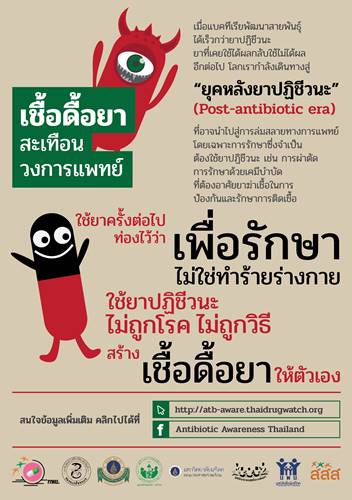 เมื่อแบคทีเรียพัฒนาสายพันธุ์
ได้เร็วกว่ายาปฏิชีวนะ
ยาที่เคยใช้ได้ผลกลับใช้ไม่ได้ผล
อีกต่อไป โลกเรากำลังเดินทางสู่
“ยุคหลังยาปฏิชีวนะ”
(Post-antibiotic era)
ที่อาจนำไปสู่การล่มสลายทางการแพทย์
โดยเฉพาะการรักษาซึ่งจำเป็น
ต้องใช้ยาปฏิชีวนะ เช่น การผ่าตัด
การรักษาด้วยเคมีบำบัด
ที่ต้องอาศัยยาฆ่าเชื้อในการ
ป้องกันและรักษาการติดเชื้อ
เชื้อดื้อยา
สะเทือน
วงการแพทย์
ใช้ยาครั้งต่อไป
ท่องไว้ว่า
เพื่อรักษา
ไม่ใช่ทำร้ายร่างกาย
ใช้ยาปฏิชีวนะ
ไม่ถูกโรค ไม่ถูกวิธี
สร้าง
เชื้อดื้อยา ให้ตัวเอง
สนใจข้อมูลเพิ่มเติม คลิกไปได้ที่
http://atb-aware.thaidrugwatch.org
Antibiotic Awareness Thailand
กพย.
สสส